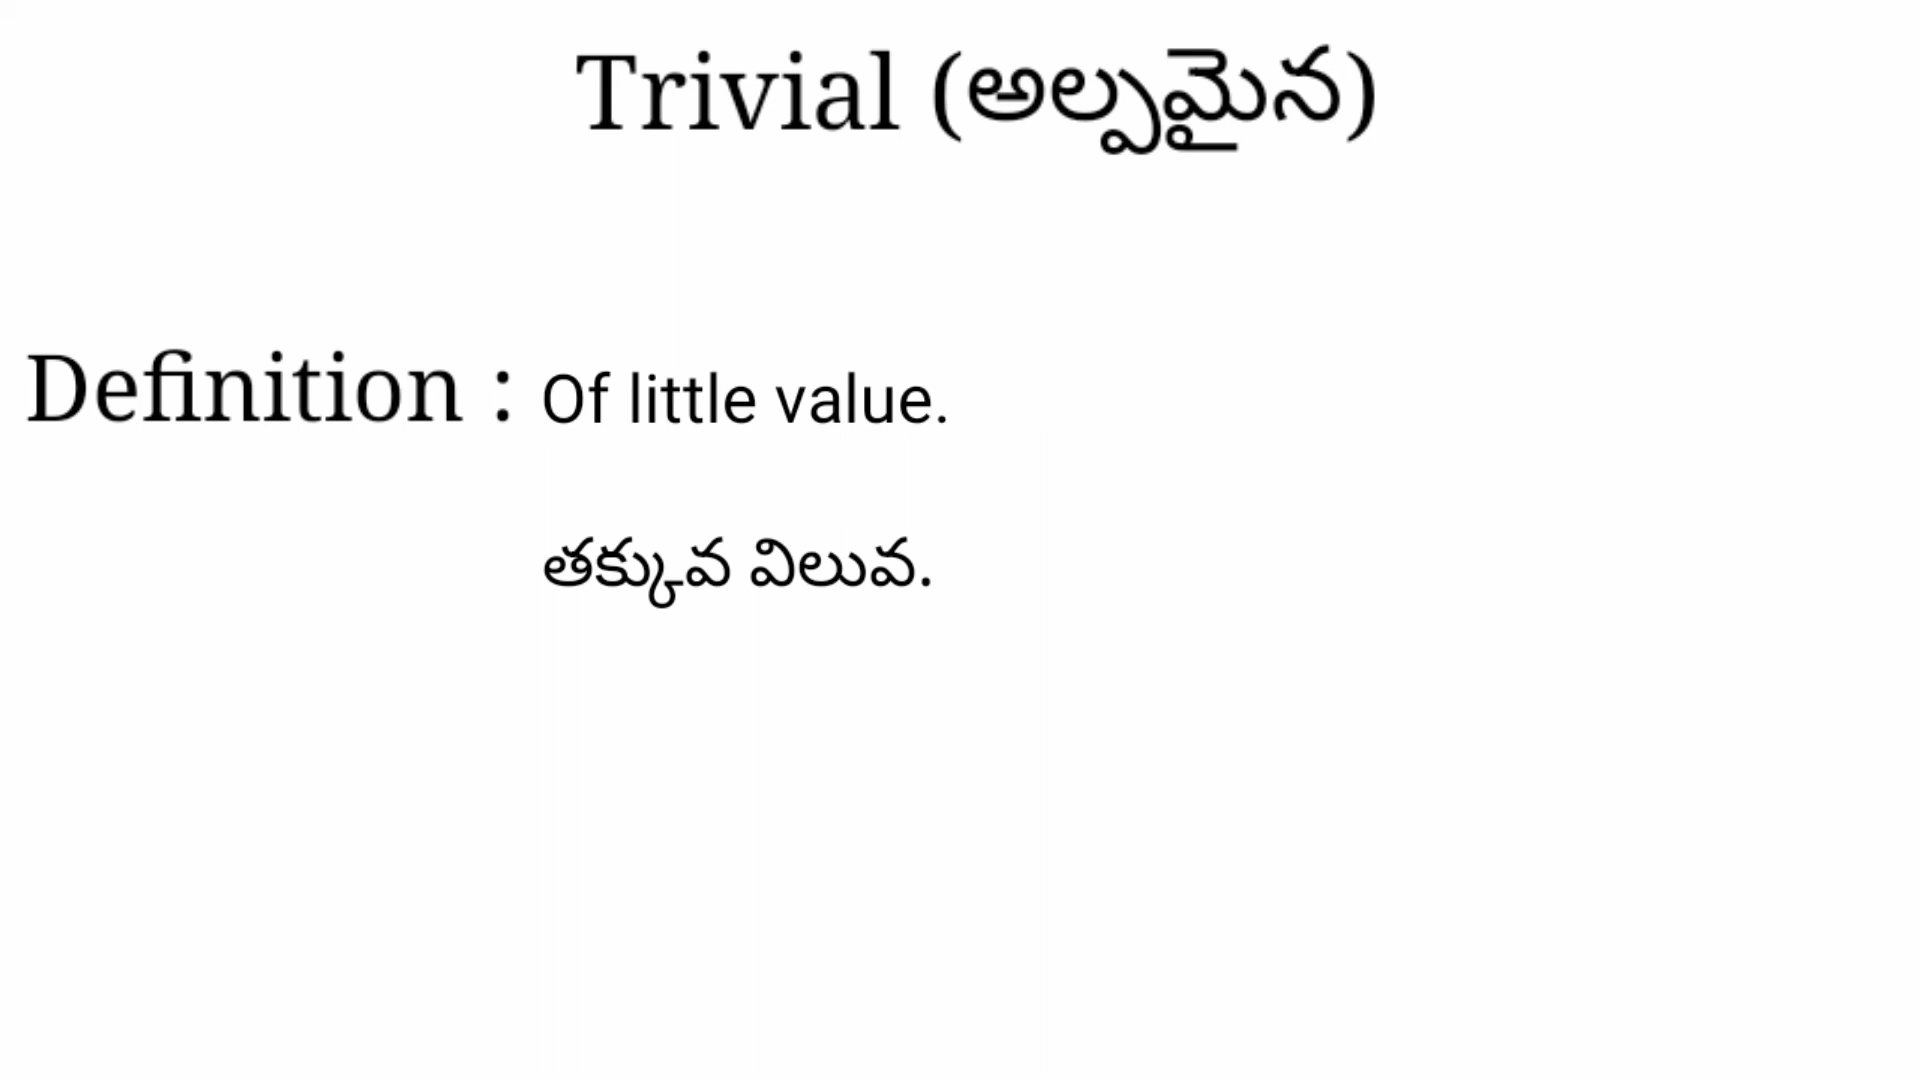 Trivial (అల్పమైన)
Definition : Of little value.
తక్కువ విలువ.